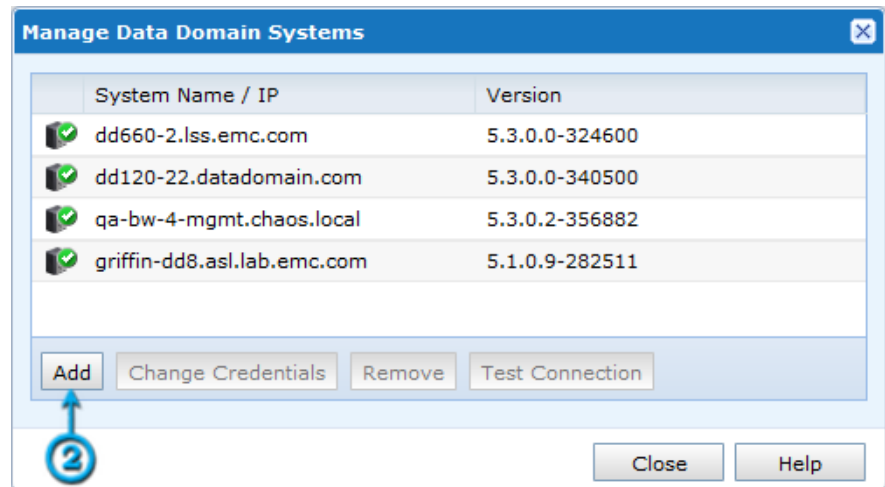 Manage Data Domain Systems
System Name / IP Version
dd660-2.lss.emc.com 5.3.0.0-324600
dd120-22.datadomain.com 5.3.0.0-340500
qa-bw-4-mgmt.chaos.local 5.3.0.2-356882
griffin-dd8.asl.lab.emc.com 5.1.0.9-282511
Add Change Credentials Remove Test Connection
2
Close Help